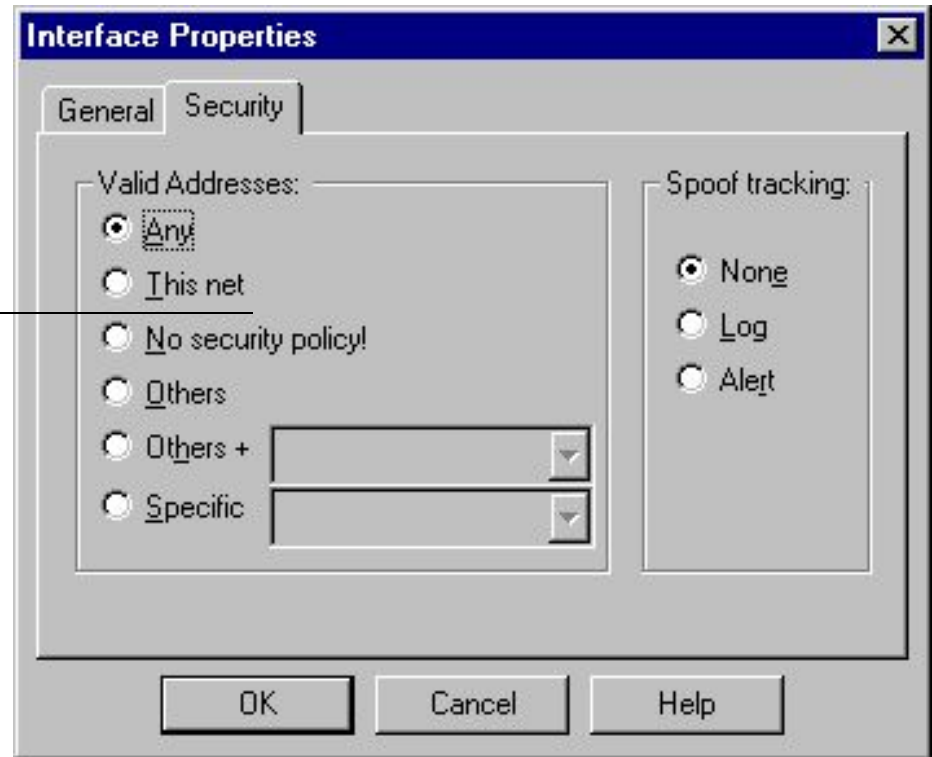 Interface Properties
General
Security
Valid Addresses:
Any
This net
No security policy!
Others
Others +
Specific
Spoof tracking:
None
Log
Alert
OK
Cancel
Help